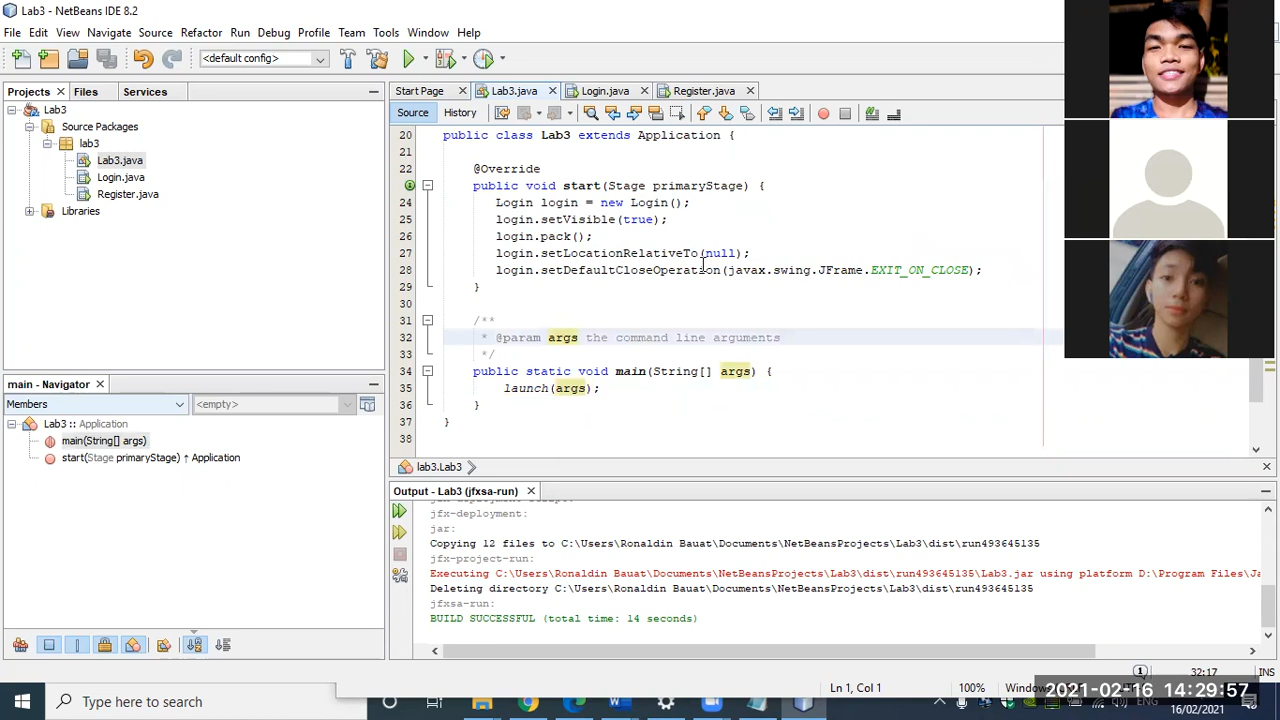 Lab3 - NetBeans IDE 8.2
File Edit View Navigate Source Refactor Run Debug Profile Team Tools Window Help
<default config>
Projects Files Services
Lab3
Source Packages
lab3
Lab3.java
Login.java
Register.java
Libraries
main - Navigator
Members <empty>
Lab3 :: Application
main(String[] args)
start(Stage primaryStage) ↑ Application
Start Page Lab3.java Login.java Register.java
Source History
20 public class Lab3 extends Application {
21
22 @Override
public void start(Stage primaryStage) {
24 Login login = new Login();
25 login.setVisible(true);
26 login.pack();
27 login.setLocationRelativeTo(null);
28 login.setDefaultCloseOperation(javax.swing.JFrame.EXIT_ON_CLOSE);
29 }
30
31 /**
32 * @param args the command line arguments
33 */
34 public static void main(String[] args) {
35 launch(args);
36 }
37 }
38
lab3.Lab3
Output - Lab3 (jfxsa-run)
jfx-deployment:
jar:
Copying 12 files to C:\Users\Ronaldin Bauat\Documents\NetBeansProjects\Lab3\dist\run493645135
jfx-project-run:
Executing C:\Users\Ronaldin Bauat\Documents\NetBeansProjects\Lab3\dist\run493645135\Lab3.jar using platform D:\Program Files\Ja
Deleting directory C:\Users\Ronaldin Bauat\Documents\NetBeansProjects\Lab3\dist\run493645135
jfxsa-run:
BUILD SUCCESSFUL (total time: 14 seconds)
1 32:17 INS
Ln 1, Col 1 100% Windows
2021-02-16 14:29:57
Type here to search
ENG
16/02/2021